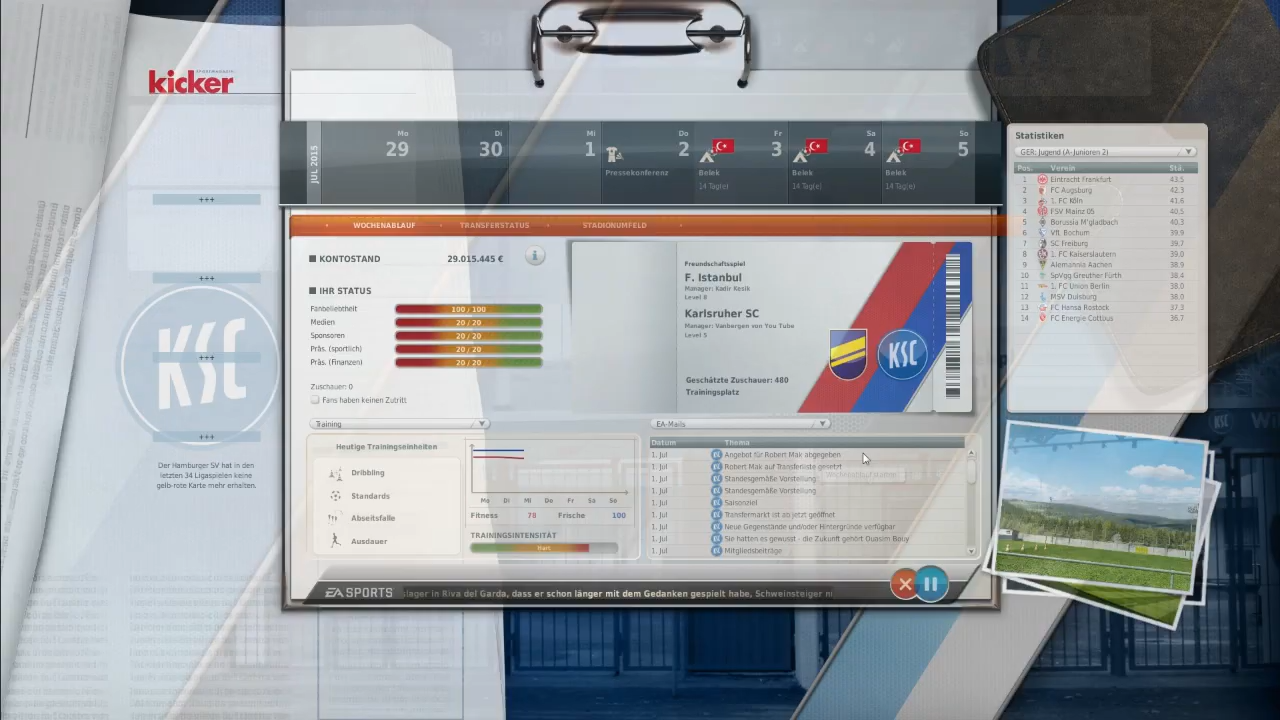 SPORTMAGAZIN
kicker
JUL 2015
Mo
29
Di
30
Mi
1
Do
2
Pressekonferenz
Fr
3
Belek
14 Tag(e)
Sa
4
Belek
14 Tag(e)
So
5
Belek
14 Tag(e)
WOCHENABLAUF
TRANSFERSTATUS
STADIONUMFELD
KONTOSTAND 29.015.445 €
IHR STATUS
Fanbeliebtheit 100 / 100
Medien 20 / 20
Sponsoren 20 / 20
Präs. (sportlich) 20 / 20
Präs. (Finanzen) 20 / 20
Zuschauer: 0
Fans haben keinen Zutritt
Freundschaftsspiel
F. Istanbul
Manager: Kadir Kesik
Level 8
Karlsruher SC
Manager: Vanbergen von You Tube
Level 5
Geschätzte Zuschauer: 480
Trainingsplatz
KSC
Training
Heutige Trainingseinheiten
Dribbling
Standards
Abseitsfalle
Ausdauer
Mo Di Mi Do Fr Sa So
Fitness 78 Frische 100
TRAININGSINTENSITÄT
Hart
EA-Mails
Datum Thema
1. Jul Angebot für Robert Mak abgegeben
1. Jul Robert Mak auf Transferliste gesetzt
1. Jul Standesgemäße Vorstellung
1. Jul Standesgemäße Vorstellung
1. Jul Saisonziel
1. Jul Transfermarkt ist ab jetzt geöffnet
1. Jul Neue Gegenstände und/oder Hintergründe verfügbar
1. Jul Sie hatten es gewusst - die Zukunft gehört Ouasim Bouy
1. Jul Mitgliedsbeiträge
EA SPORTS
lager in Riva del Garda, dass er schon länger mit dem Gedanken gespielt habe, Schweinsteiger ni
Statistiken
GER: Jugend (A-Junioren 2)
Pos. Verein Stä.
1 Eintracht Frankfurt 43,5
2 FC Augsburg 42,3
3 1. FC Köln 41,6
4 FSV Mainz 05 40,5
5 Borussia M'gladbach 40,3
6 VfL Bochum 39,9
7 SC Freiburg 39,7
8 1. FC Kaiserslautern 39,0
9 Alemannia Aachen 38,9
10 SpVgg Greuther Fürth 38,4
11 1. FC Union Berlin 38,0
12 MSV Duisburg 38,0
13 FC Hansa Rostock 37,3
14 FC Energie Cottbus 36,7
+++
+++
KSC
+++
+++
Der Hamburger SV hat in den
letzten 34 Ligaspielen keine
gelb-rote Karte mehr erhalten.